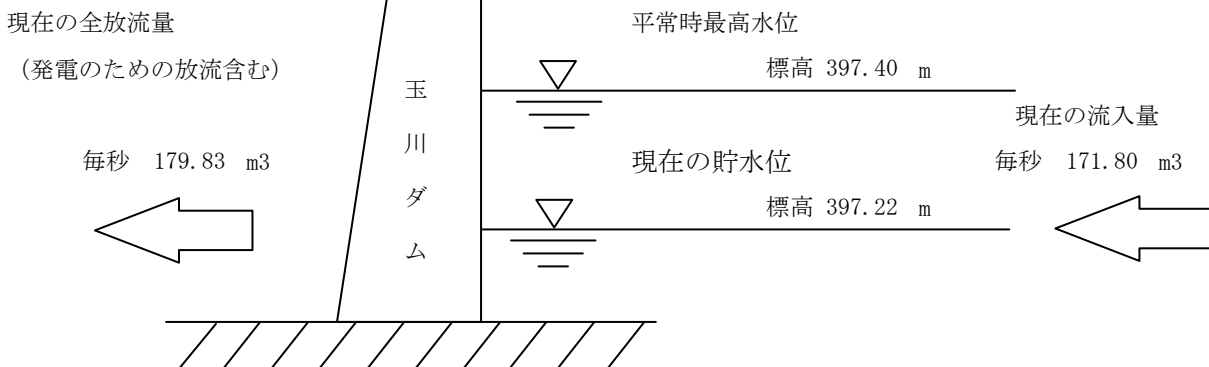 現在の全放流量
（発電のための放流含む）
毎秒 179.83 m3
玉川ダム
平常時最高水位
標高 397.40 m
現在の貯水位
標高 397.22 m
現在の流入量
毎秒 171.80 m3